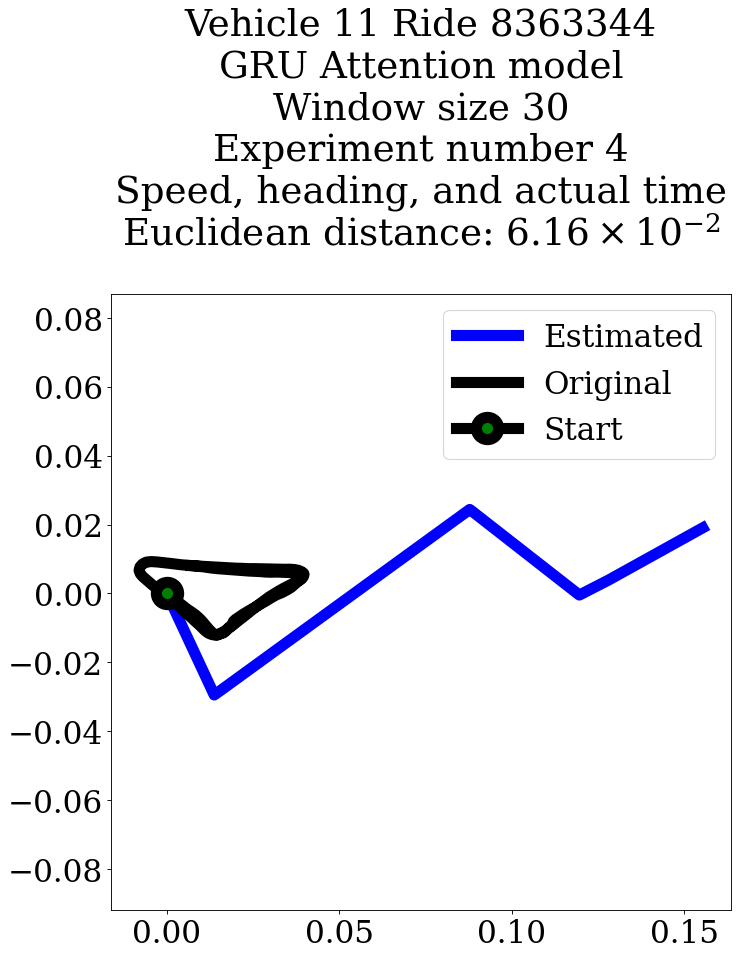 Vehicle 11 Ride 8363344
GRU Attention model
Window size 30
Experiment number 4
Speed, heading, and actual time
Euclidean distance: 6.16 × 10⁻²
0.08
0.06
0.04
0.02
0.00
−0.02
−0.04
−0.06
−0.08
Estimated
Original
Start
0.00
0.05
0.10
0.15